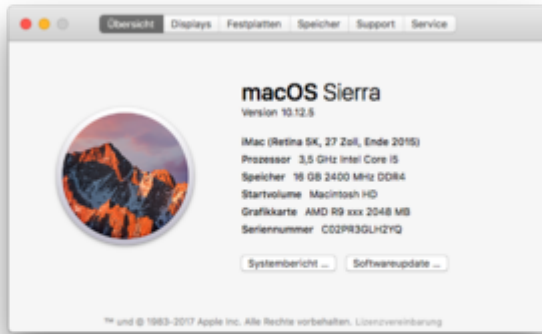 Übersicht Displays Festplatten Speicher Support Service
macOS Sierra
Version 10.12.5
iMac (Retina 5K, 27 Zoll, Ende 2015)
Prozessor 3,5 GHz Intel Core i5
Speicher 16 GB 2400 MHz DDR4
Startvolume Macintosh HD
Grafikkarte AMD R9 xxx 2048 MB
Seriennummer C02PR3GLH2YQ
Systembericht ... Softwareupdate ...
™ und © 1983-2017 Apple Inc. Alle Rechte vorbehalten. Lizenzvereinbarung